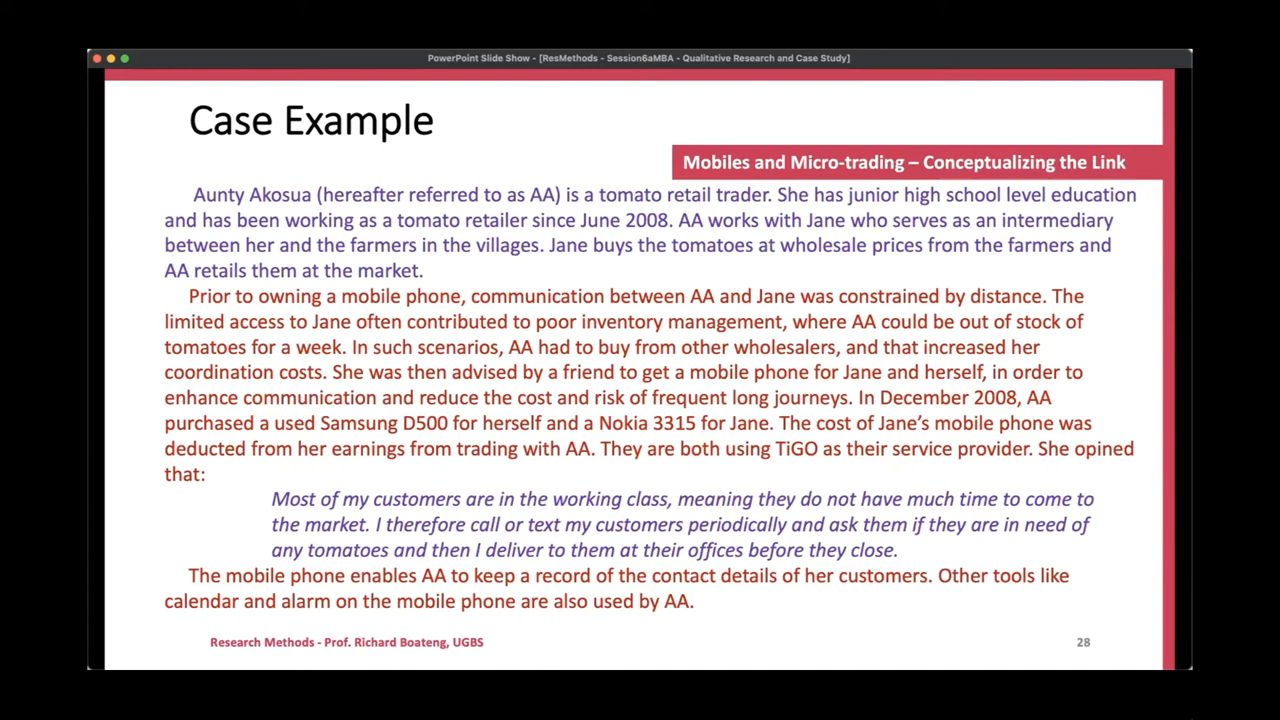 PowerPoint Slide Show - [ResMethods - Session6aMBA - Qualitative Research and Case Study]
Case Example
Mobiles and Micro-trading – Conceptualizing the Link
Aunty Akosua (hereafter referred to as AA) is a tomato retail trader. She has junior high school level education
and has been working as a tomato retailer since June 2008. AA works with Jane who serves as an intermediary
between her and the farmers in the villages. Jane buys the tomatoes at wholesale prices from the farmers and
AA retails them at the market.
Prior to owning a mobile phone, communication between AA and Jane was constrained by distance. The
limited access to Jane often contributed to poor inventory management, where AA could be out of stock of
tomatoes for a week. In such scenarios, AA had to buy from other wholesalers, and that increased her
coordination costs. She was then advised by a friend to get a mobile phone for Jane and herself, in order to
enhance communication and reduce the cost and risk of frequent long journeys. In December 2008, AA
purchased a used Samsung D500 for herself and a Nokia 3315 for Jane. The cost of Jane's mobile phone was
deducted from her earnings from trading with AA. They are both using TiGO as their service provider. She opined
that:
Most of my customers are in the working class, meaning they do not have much time to come to
the market. I therefore call or text my customers periodically and ask them if they are in need of
any tomatoes and then I deliver to them at their offices before they close.
The mobile phone enables AA to keep a record of the contact details of her customers. Other tools like
calendar and alarm on the mobile phone are also used by AA.
Research Methods - Prof. Richard Boateng, UGBS
28